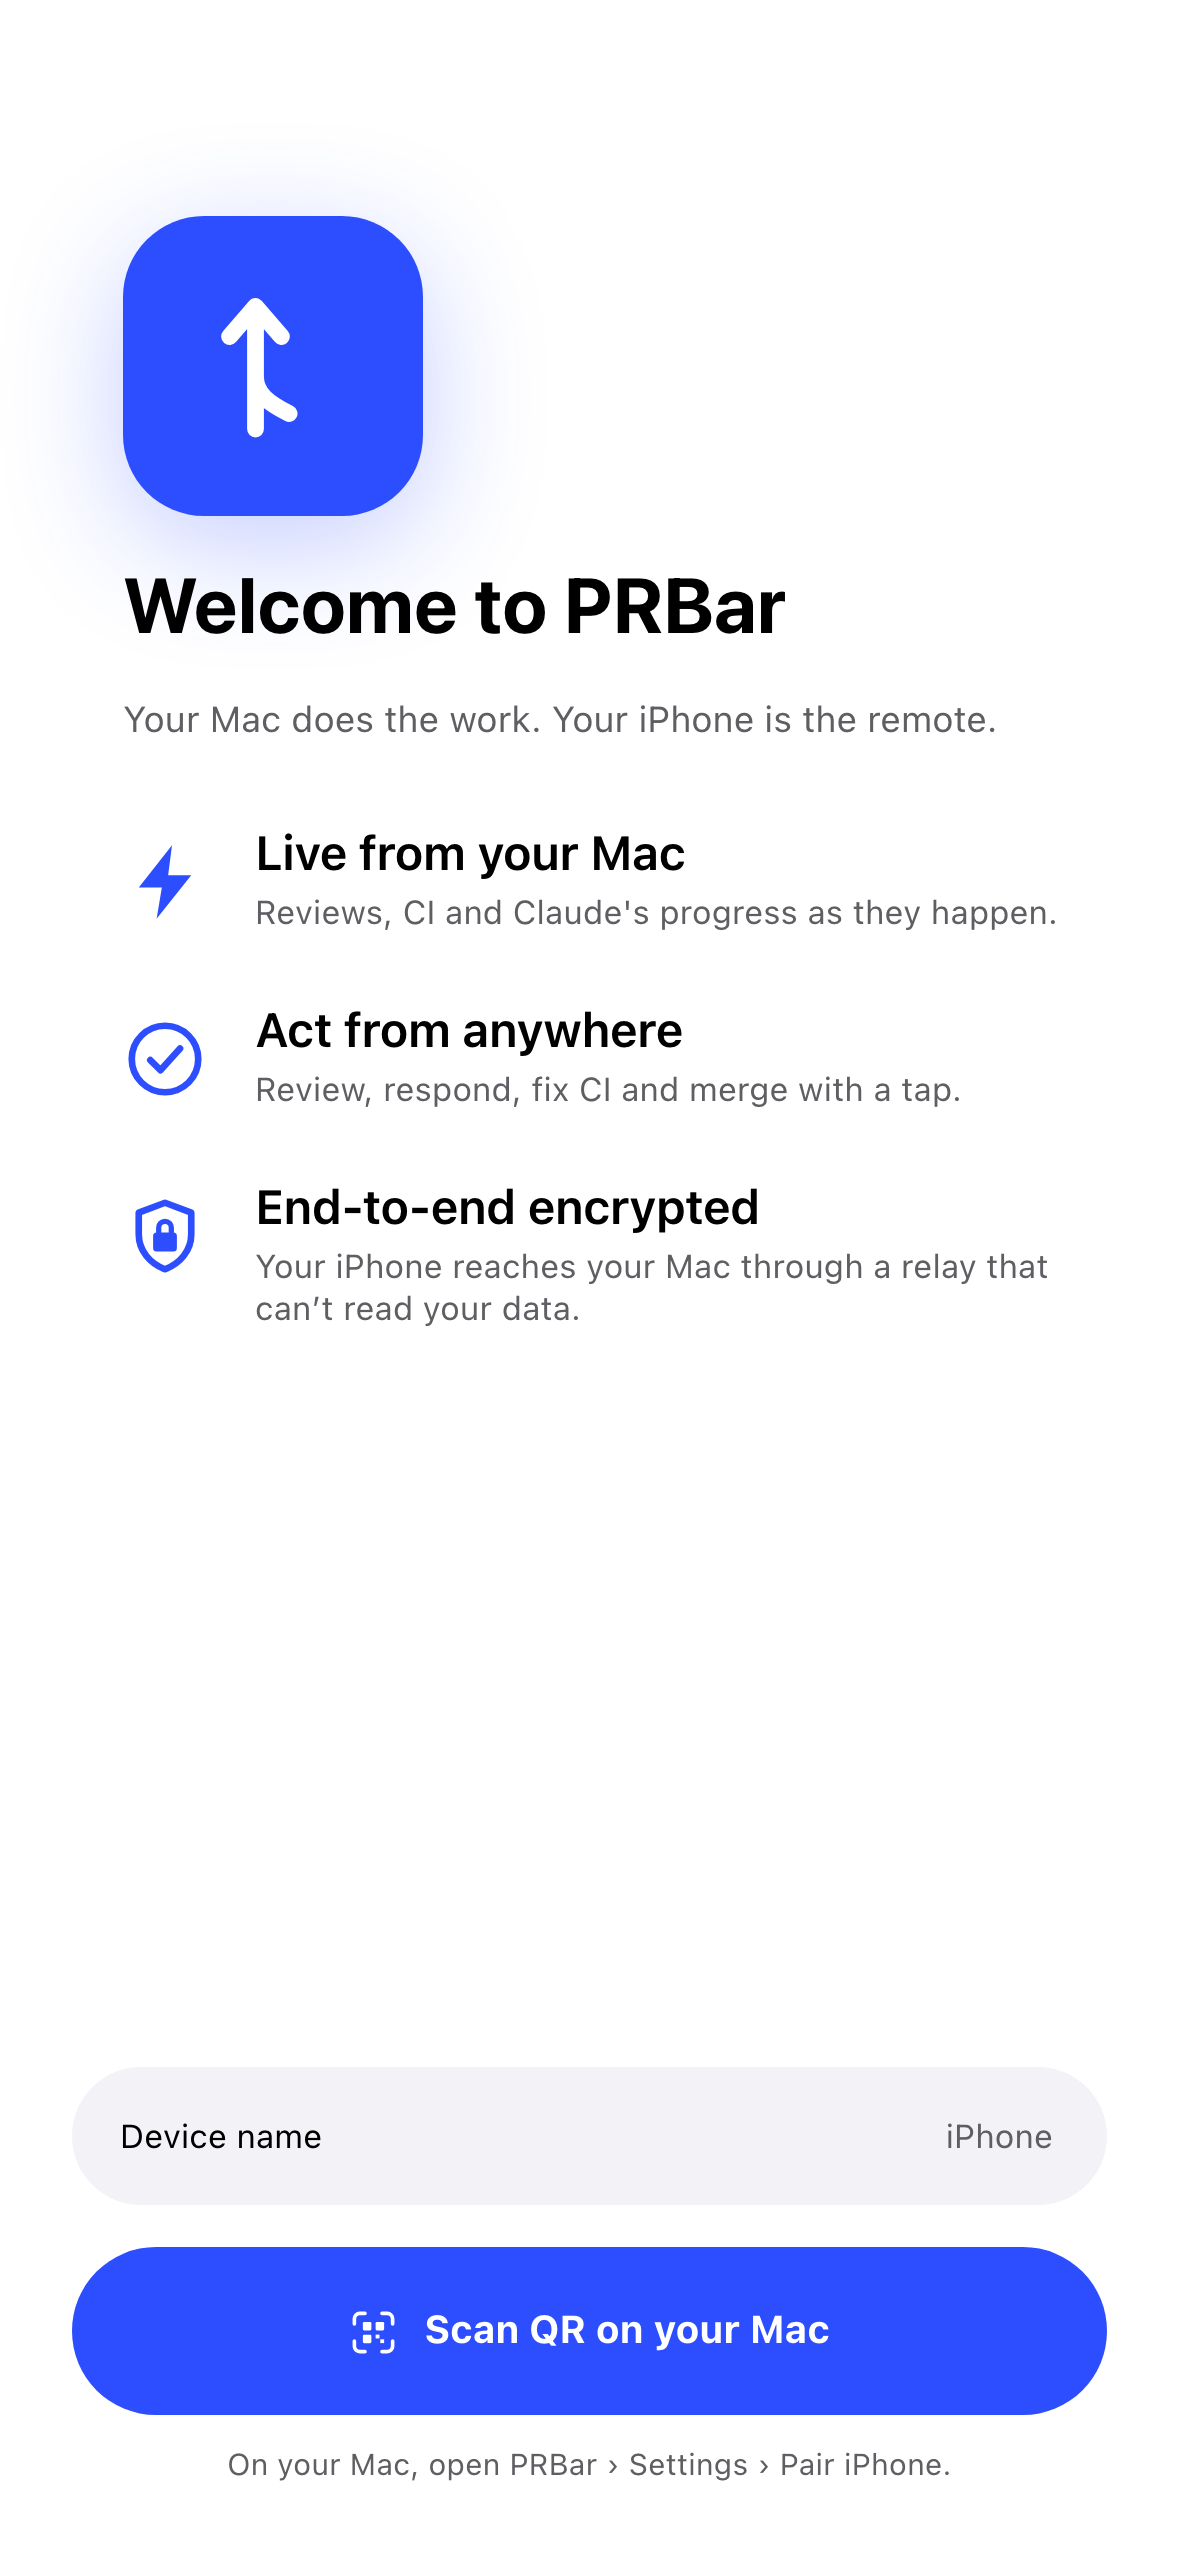 Welcome to PRBar
Your Mac does the work. Your iPhone is the remote.
Live from your Mac
Reviews, CI and Claude's progress as they happen.
Act from anywhere
Review, respond, fix CI and merge with a tap.
End-to-end encrypted
Your iPhone reaches your Mac through a relay that
can’t read your data.
Device name iPhone
Scan QR on your Mac
On your Mac, open PRBar › Settings › Pair iPhone.